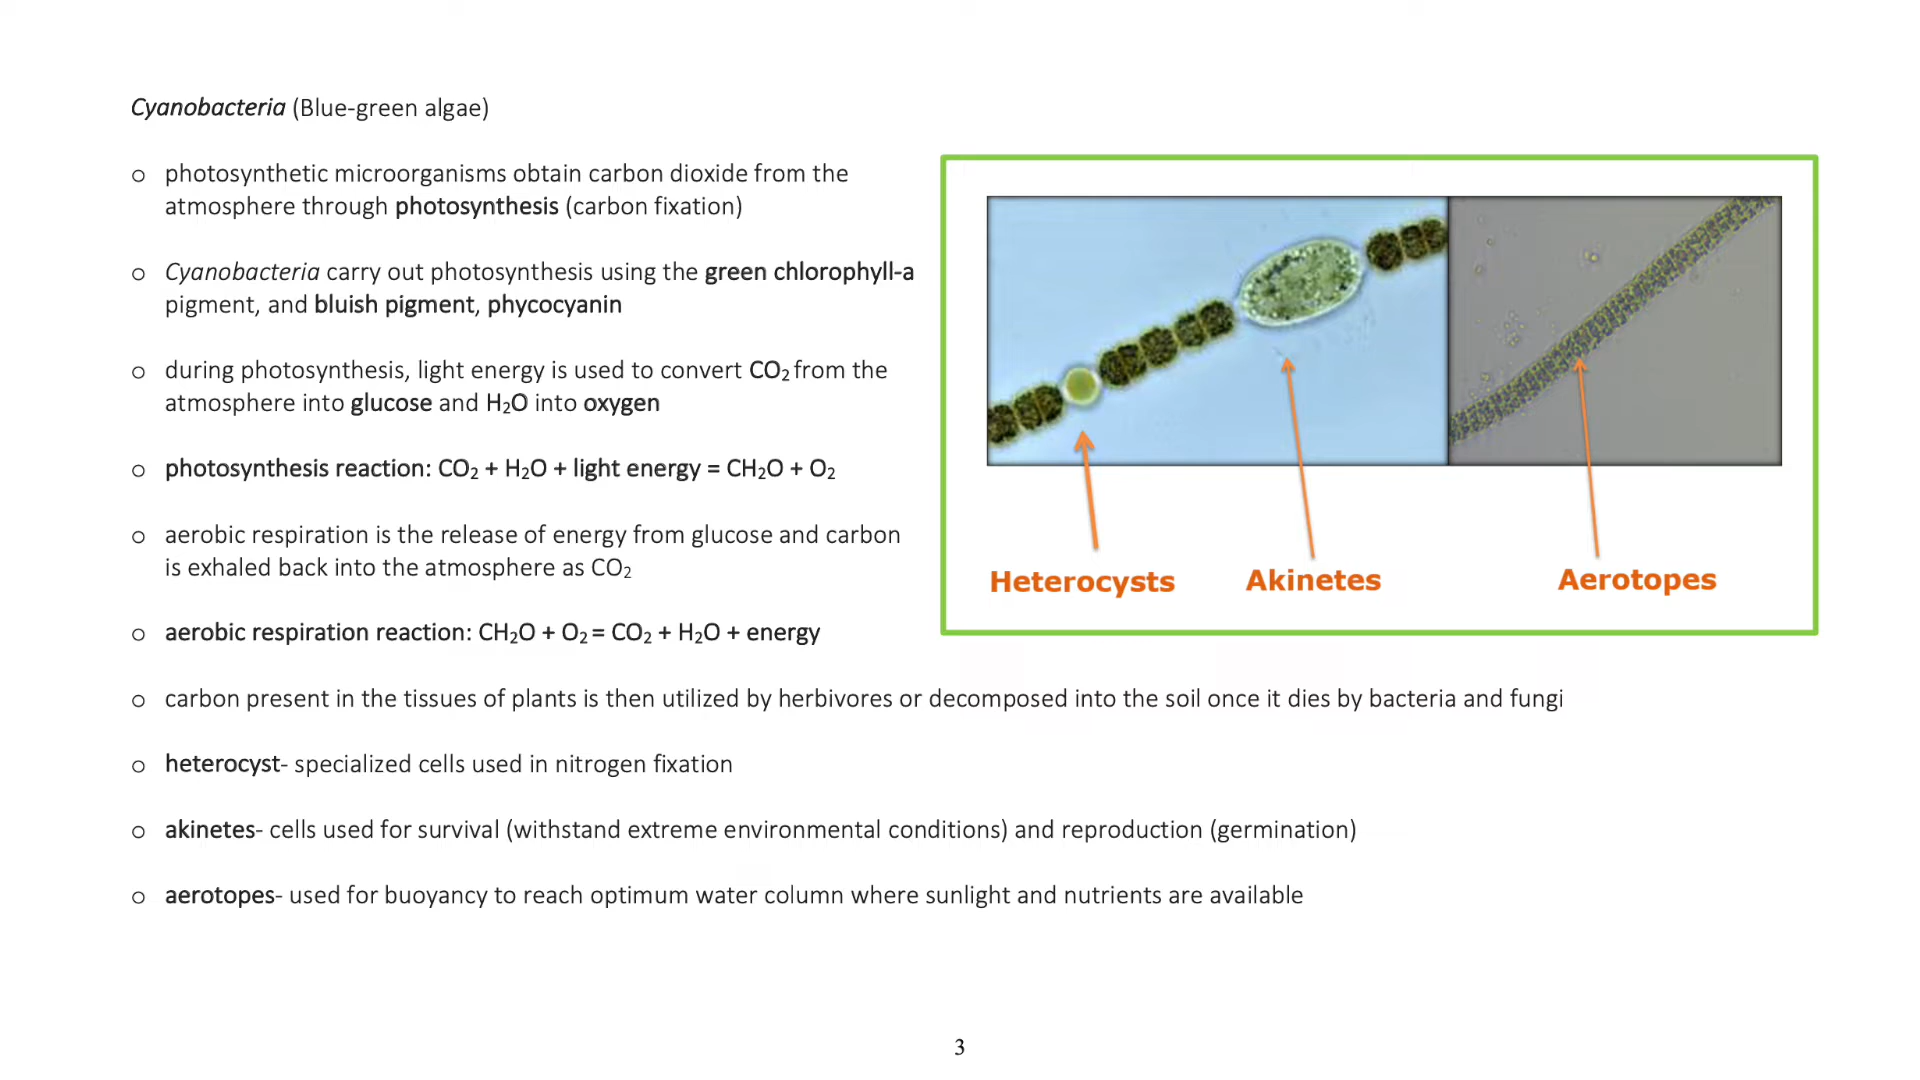 Cyanobacteria (Blue-green algae)
o photosynthetic microorganisms obtain carbon dioxide from the
atmosphere through photosynthesis (carbon fixation)
o Cyanobacteria carry out photosynthesis using the green chlorophyll-a
pigment, and bluish pigment, phycocyanin
o during photosynthesis, light energy is used to convert CO₂ from the
atmosphere into glucose and H₂O into oxygen
o photosynthesis reaction: CO₂ + H₂O + light energy = CH₂O + O₂
o aerobic respiration is the release of energy from glucose and carbon
is exhaled back into the atmosphere as CO₂
o aerobic respiration reaction: CH₂O + O₂ = CO₂ + H₂O + energy
Heterocysts Akinetes Aerotopes
o carbon present in the tissues of plants is then utilized by herbivores or decomposed into the soil once it dies by bacteria and fungi
o heterocyst- specialized cells used in nitrogen fixation
o akinetes- cells used for survival (withstand extreme environmental conditions) and reproduction (germination)
o aerotopes- used for buoyancy to reach optimum water column where sunlight and nutrients are available
3